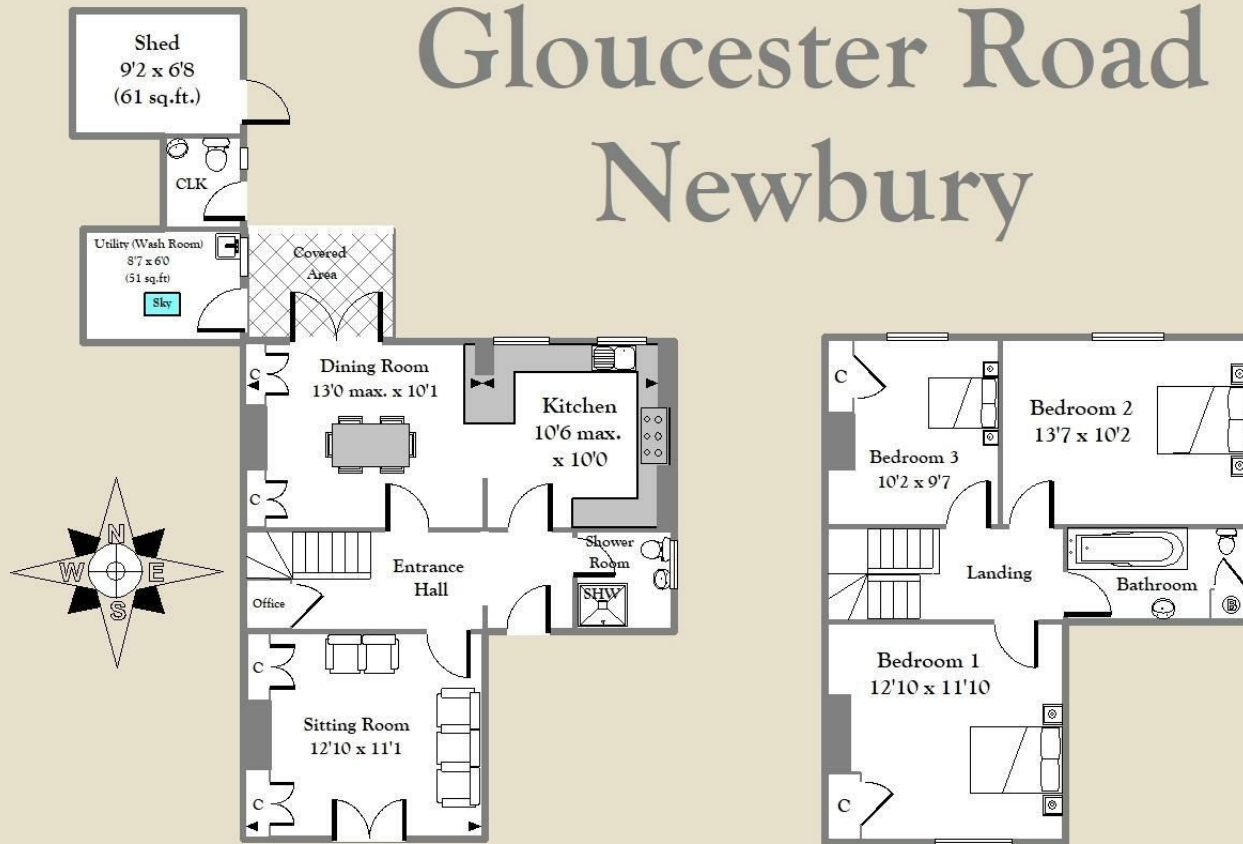 Gloucester Road
Newbury
Shed
9'2 x 6'8
(61 sq.ft.)
CLK
Utility (Wash Room)
8'7 x 6'0
(51 sq.ft)
Sky
Covered
Area
C
Dining Room
13'0 max. x 10'1
C
Kitchen
10'6 max.
x 10'0
N
W E
S
Entrance
Hall
Office
Shower
Room
SHW
C
Sitting Room
12'10 x 11'1
C
C
Bedroom 3
10'2 x 9'7
Bedroom 2
13'7 x 10'2
Landing
Bathroom
B
Bedroom 1
12'10 x 11'10
C